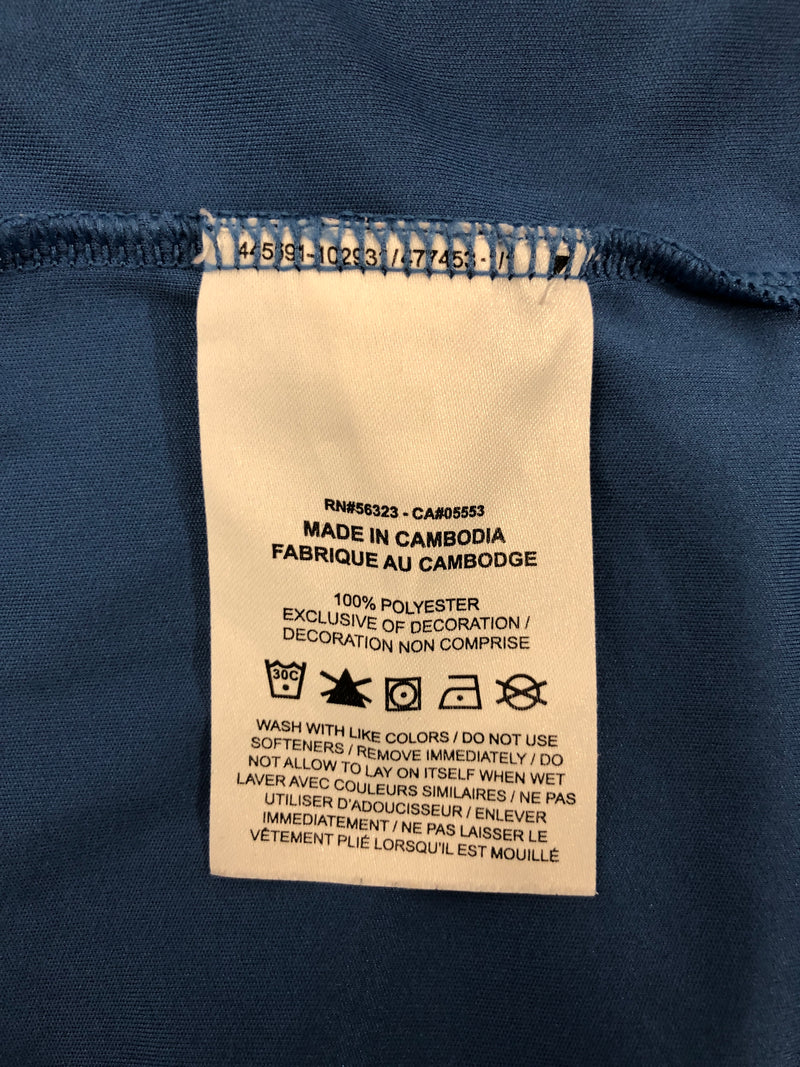 RN#56323 - CA#05553
MADE IN CAMBODIA
FABRIQUE AU CAMBODGE
100% POLYESTER
EXCLUSIVE OF DECORATION /
DECORATION NON COMPRISE
30C
WASH WITH LIKE COLORS / DO NOT USE
SOFTENERS / REMOVE IMMEDIATELY / DO
NOT ALLOW TO LAY ON ITSELF WHEN WET
LAVER AVEC COULEURS SIMILAIRES / NE PAS
UTILISER D'ADOUCISSEUR / ENLEVER
IMMEDIATEMENT / NE PAS LAISSER LE
VÊTEMENT PLIÉ LORSQU'IL EST MOUILLÉ